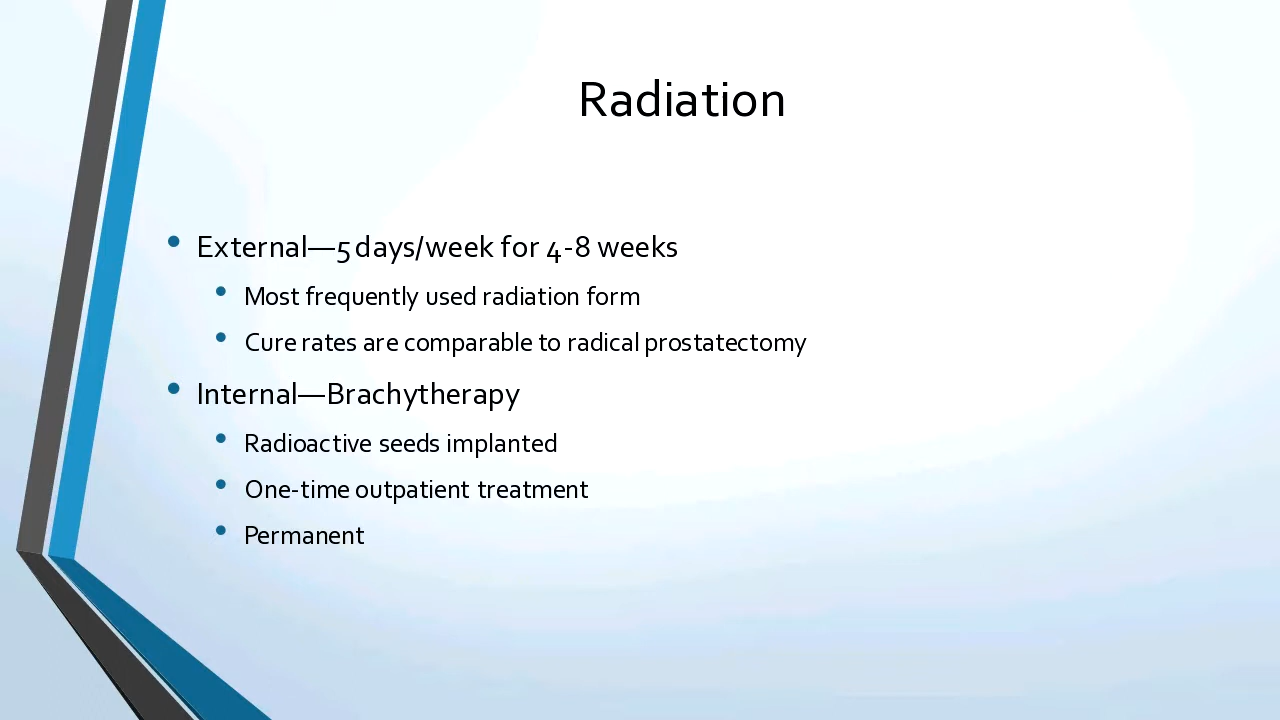 Radiation
• External—5 days/week for 4-8 weeks
• Most frequently used radiation form
• Cure rates are comparable to radical prostatectomy
• Internal—Brachytherapy
• Radioactive seeds implanted
• One-time outpatient treatment
• Permanent